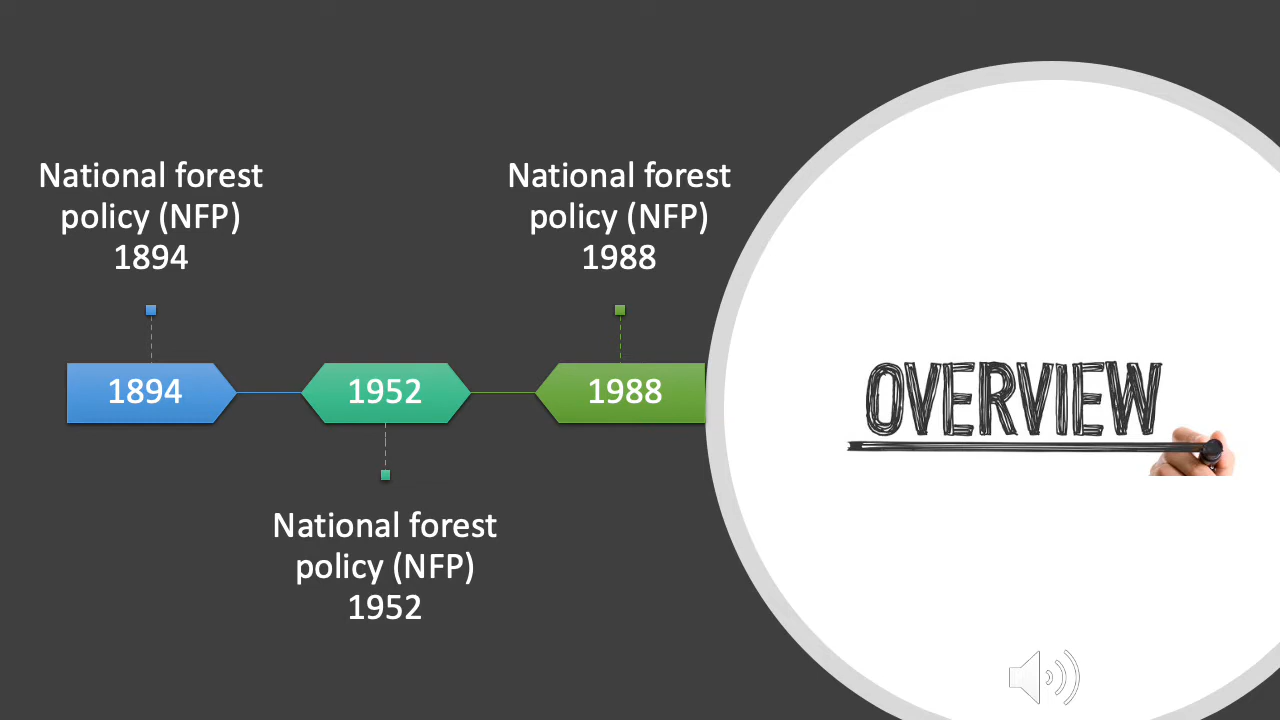 National forest
policy (NFP)
1894
National forest
policy (NFP)
1988
1894
1952
1988
OVERVIEW
National forest
policy (NFP)
1952